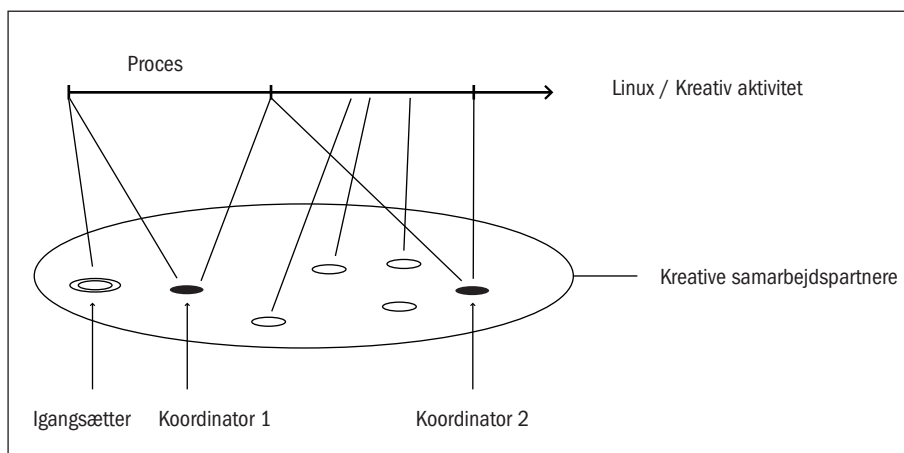 Proces
Linux / Kreativ aktivitet
Kreative samarbejdspartnere
Igangsætter
Koordinator 1
Koordinator 2